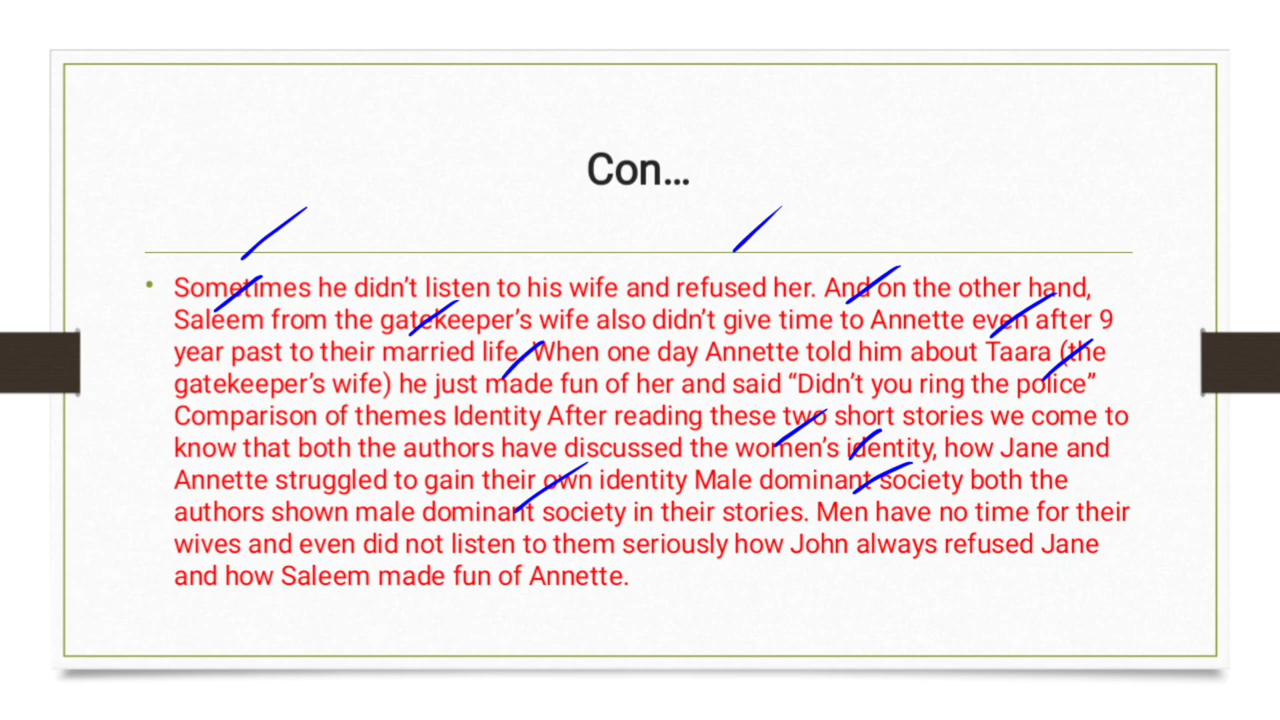 Con...
• Sometimes he didn’t listen to his wife and refused her. And on the other hand,
Saleem from the gatekeeper’s wife also didn’t give time to Annette even after 9
year past to their married life. When one day Annette told him about Taara (the
gatekeeper’s wife) he just made fun of her and said “Didn’t you ring the police”
Comparison of themes Identity After reading these two short stories we come to
know that both the authors have discussed the women’s identity, how Jane and
Annette struggled to gain their own identity Male dominant society both the
authors shown male dominant society in their stories. Men have no time for their
wives and even did not listen to them seriously how John always refused Jane
and how Saleem made fun of Annette.